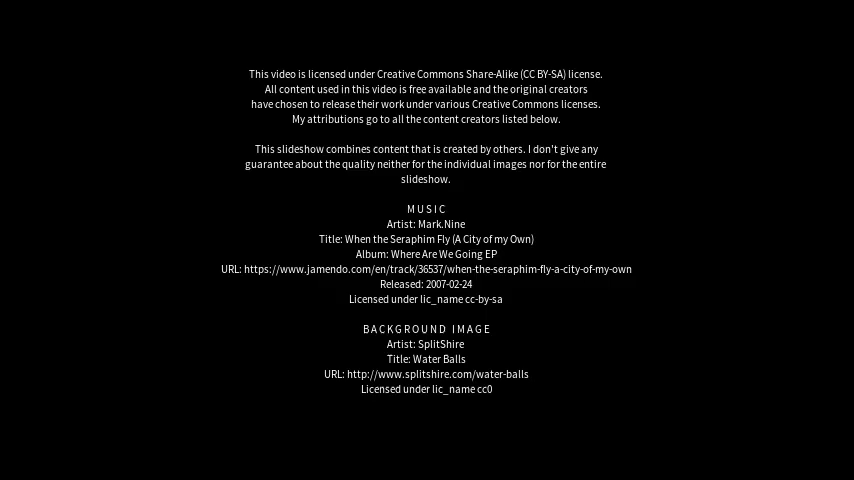 This video is licensed under Creative Commons Share-Alike (CC BY-SA) license.
All content used in this video is free available and the original creators
have chosen to release their work under various Creative Commons licenses.
My attributions go to all the content creators listed below.
This slideshow combines content that is created by others. I don't give any
guarantee about the quality neither for the individual images nor for the entire
slideshow.
M U S I C
Artist: Mark.Nine
Title: When the Seraphim Fly (A City of my Own)
Album: Where Are We Going EP
URL: https://www.jamendo.com/en/track/36537/when-the-seraphim-fly-a-city-of-my-own
Released: 2007-02-24
Licensed under lic_name cc-by-sa
B A C K G R O U N D   I M A G E
Artist: SplitShire
Title: Water Balls
URL: http://www.splitshire.com/water-balls
Licensed under lic_name cc0